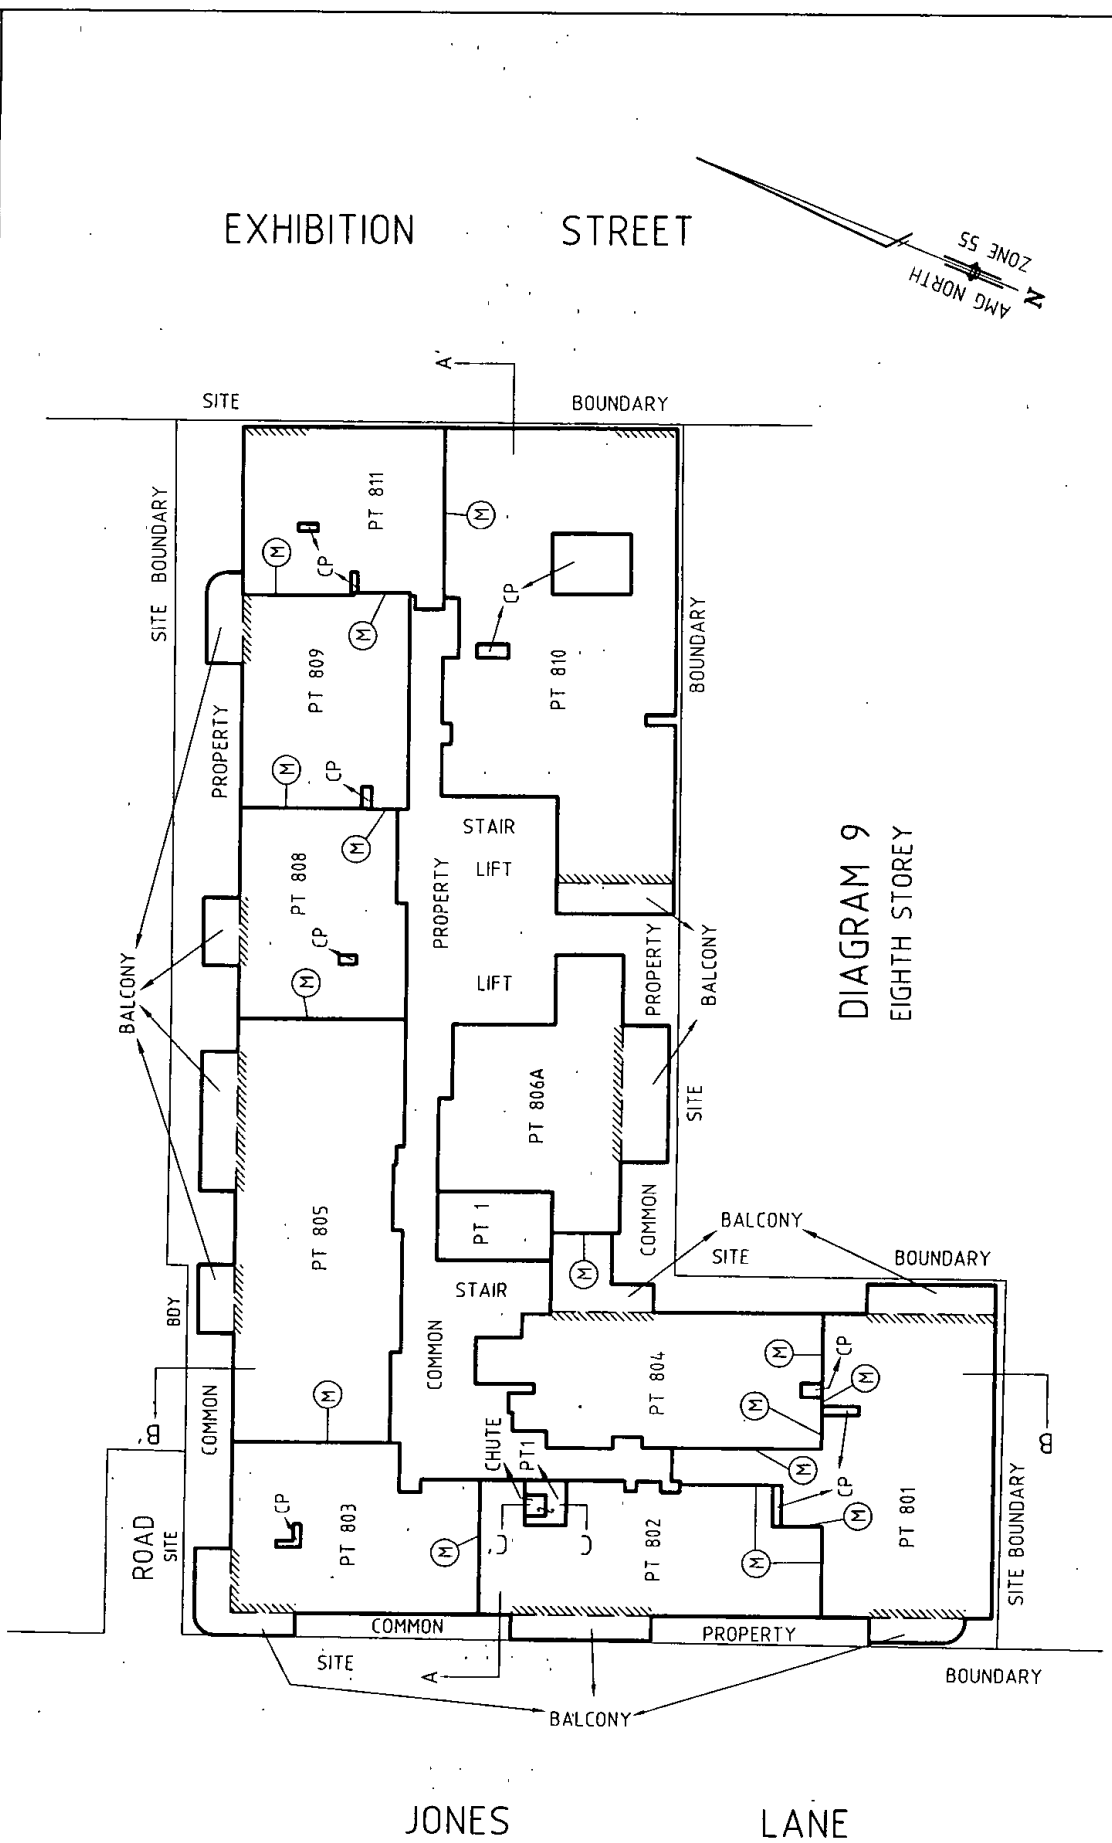 EXHIBITION STREET
AMG NORTH
ZONE 55
N
A'
SITE BOUNDARY
SITE BOUNDARY
PT 811
M
M
CP
CP
PT 809
M
PROPERTY
PT 810
BOUNDARY
M
CP
STAIR
M
PT 808
LIFT
PROPERTY
CP
BALCONY
LIFT
PROPERTY
BALCONY
M
DIAGRAM 9
EIGHTH STOREY
PT 806A
SITE
PT 805
PT 1
COMMON
BALCONY
SITE BOUNDARY
M
STAIR
BDY
COMMON
PT 804
M
CP
M
M
B'
COMMON
M
CHUTE
PT1
M
B
CP
CP
ROAD
SITE
PT 803
M
C'
C
PT 802
M
M
PT 801
SITE BOUNDARY
COMMON
PROPERTY
SITE
A
BOUNDARY
BALCONY
JONES LANE